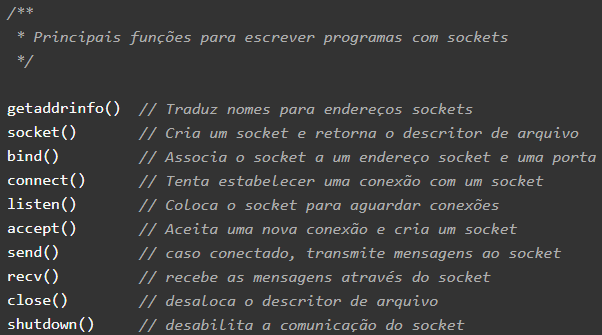 /**
 * Principais funções para escrever programas com sockets
 */
getaddrinfo()  // Traduz nomes para endereços sockets
socket()       // Cria um socket e retorna o descritor de arquivo
bind()         // Associa o socket a um endereço socket e uma porta
connect()      // Tenta estabelecer uma conexão com um socket
listen()       // Coloca o socket para aguardar conexões
accept()       // Aceita uma nova conexão e cria um socket
send()         // caso conectado, transmite mensagens ao socket
recv()         // recebe as mensagens através do socket
close()        // desaloca o descritor de arquivo
shutdown()     // desabilita a comunicação do socket